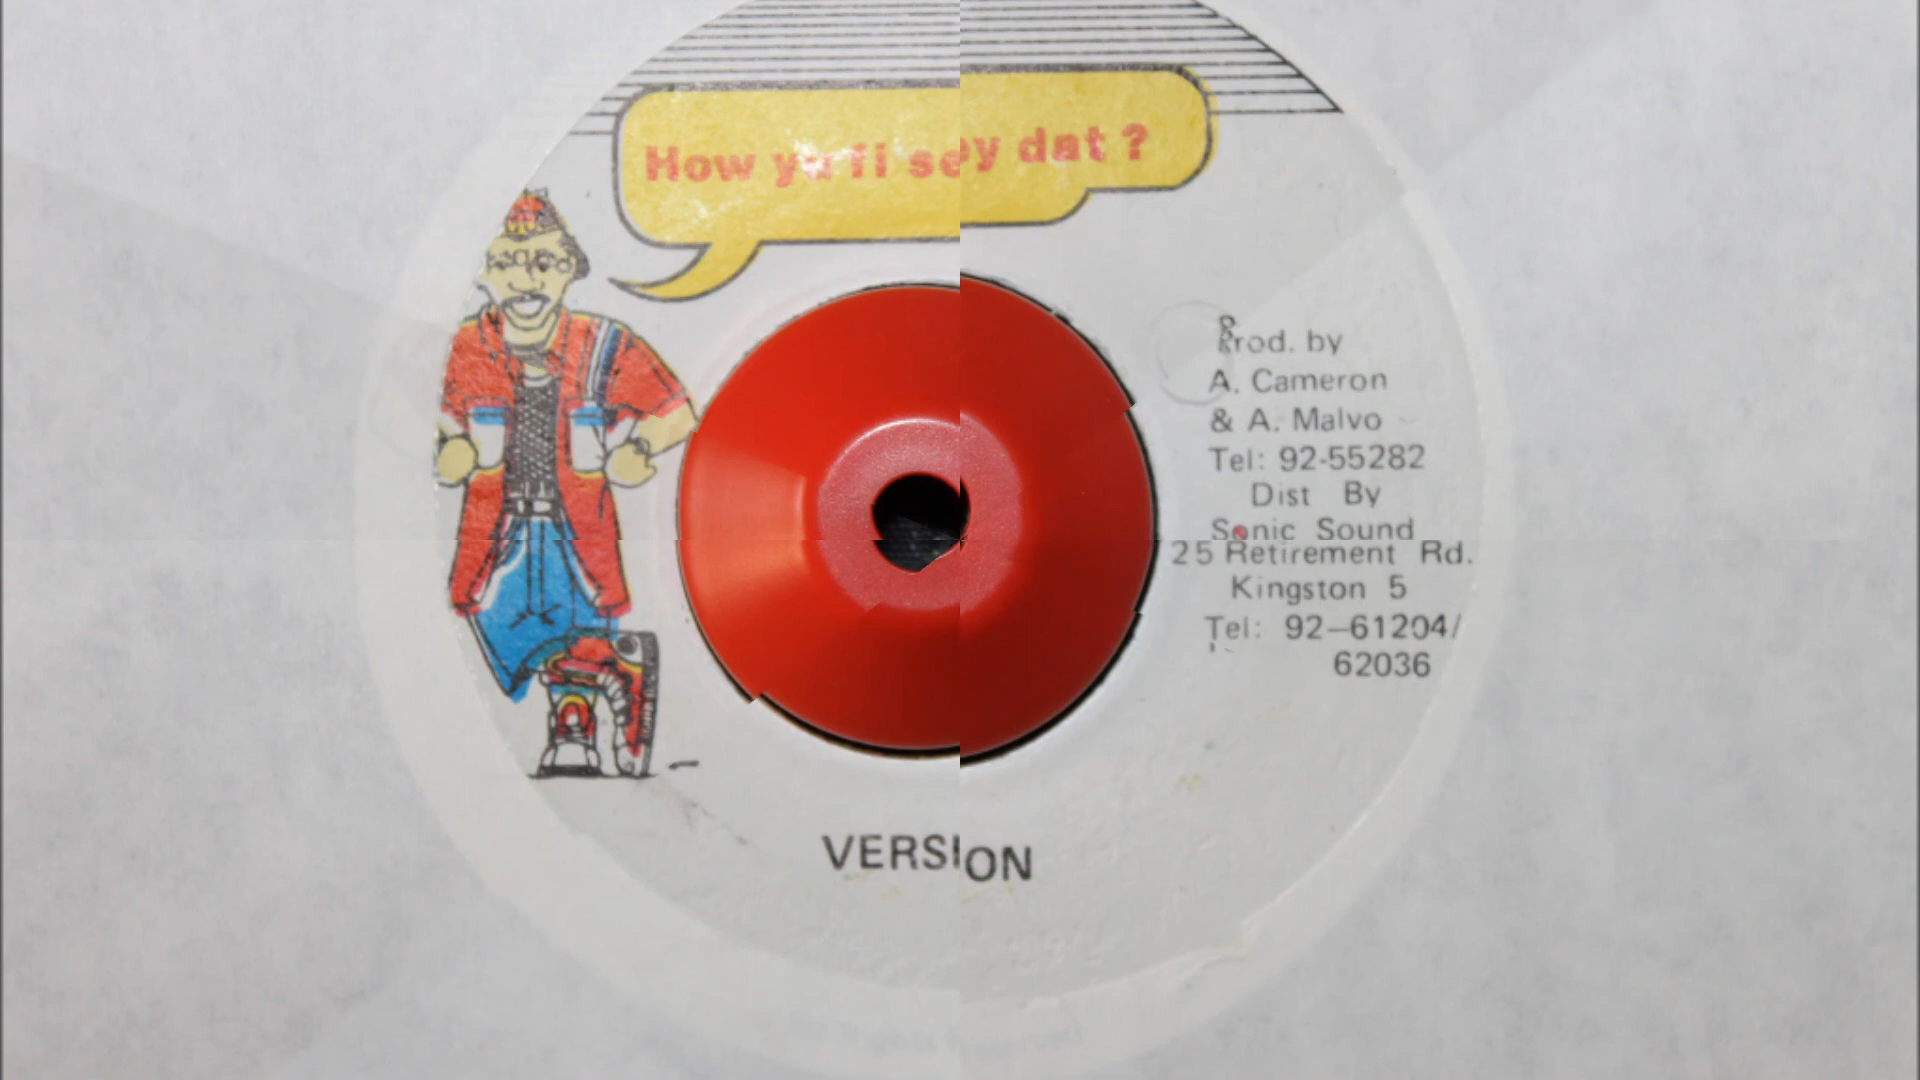 How yu fi sey dat ?
Prod. by
A. Cameron
& A. Malvo
Tel: 92-55282
Dist By
Sonic Sound
25 Retirement Rd.
Kingston 5
Tel: 92–61204/
62036
VERSION